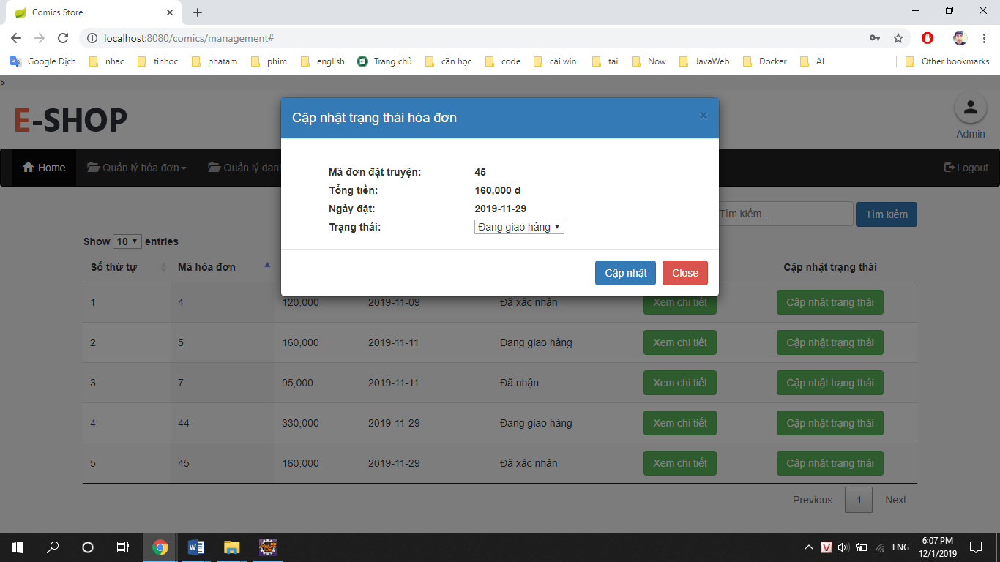 Comics Store
localhost:8080/comics/management#
Google Dịch nhac tinhoc phatam phim english Trang chủ cần học code cài win tai Now JavaWeb Docker AI Other bookmarks
>
E-SHOP
Admin
Home Quản lý hóa đơn Quản lý danh Logout
Cập nhật trạng thái hóa đơn ×
Mã đơn đặt truyện: 45
Tổng tiền: 160,000 đ
Ngày đặt: 2019-11-29
Trạng thái: Đang giao hàng
Cập nhật Close
Tìm kiếm... Tìm kiếm
Show 10 entries
Số thứ tự Mã hóa đơn Cập nhật trạng thái
1 4 120,000 2019-11-09 Đã xác nhận Xem chi tiết Cập nhật trạng thái
2 5 160,000 2019-11-11 Đang giao hàng Xem chi tiết Cập nhật trạng thái
3 7 95,000 2019-11-11 Đã nhận Xem chi tiết Cập nhật trạng thái
4 44 330,000 2019-11-29 Đang giao hàng Xem chi tiết Cập nhật trạng thái
5 45 160,000 2019-11-29 Đã xác nhận Xem chi tiết Cập nhật trạng thái
Previous 1 Next
ENG
6:07 PM
12/1/2019